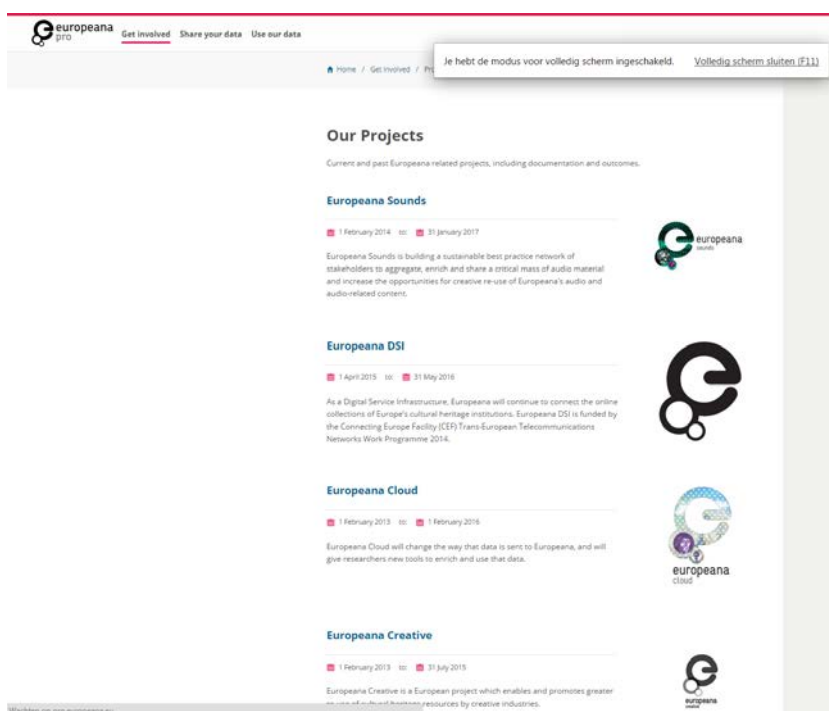 europeana
pro
Get involved Share your data Use our data
Je hebt de modus voor volledig scherm ingeschakeld. Volledig scherm sluiten (F11)
Home / Get Involved /
Our Projects
Current and past Europeana related projects, including documentation and outcomes.
Europeana Sounds
1 February 2014 to: 31 January 2017
europeana
sounds
Europeana Sounds is building a sustainable best practice network of
stakeholders to aggregate, enrich and share a critical mass of audio material
and increase the opportunities for creative re-use of Europeana's audio and
audio-related content.
Europeana DSI
1 April 2015 to: 31 May 2016
As a Digital Service Infrastructure, Europeana will continue to connect the online
collections of Europe's cultural heritage institutions. Europeana DSI is funded by
the Connecting Europe Facility (CEF) Trans-European Telecommunications
Networks Work Programme 2014.
Europeana Cloud
1 February 2013 to: 1 February 2016
Europeana Cloud will change the way that data is sent to Europeana, and will
give researchers new tools to enrich and use that data.
europeana
cloud
Europeana Creative
1 February 2013 to: 31 July 2015
Europeana Creative is a European project which enables and promotes greater
re-use of cultural heritage resources by creative industries.
europeana
creative